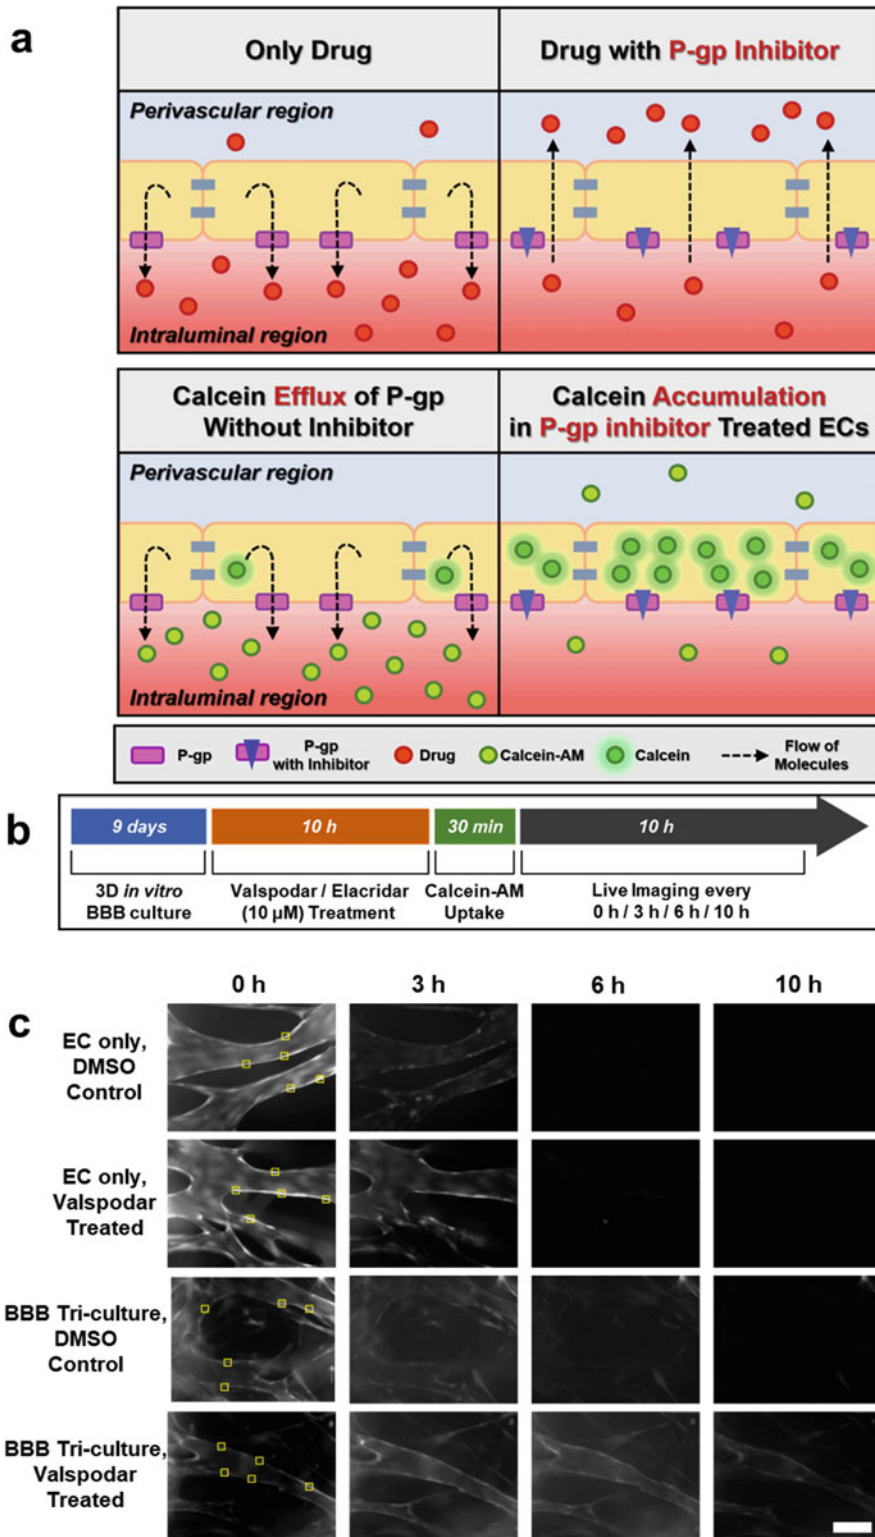 a
Only Drug
Drug with P-gp Inhibitor
Perivascular region
Intraluminal region
Calcein Efflux of P-gp
Without Inhibitor
Calcein Accumulation
in P-gp inhibitor Treated ECs
Perivascular region
Intraluminal region
P-gp
P-gp
with Inhibitor
Drug
Calcein-AM
Calcein
Flow of
Molecules
b
9 days
10 h
30 min
10 h
3D in vitro
BBB culture
Valspodar / Elacridar
(10 µM) Treatment
Calcein-AM
Uptake
Live Imaging every
0 h / 3 h / 6 h / 10 h
c
0 h
3 h
6 h
10 h
EC only,
DMSO
Control
EC only,
Valspodar
Treated
BBB Tri-culture,
DMSO
Control
BBB Tri-culture,
Valspodar
Treated